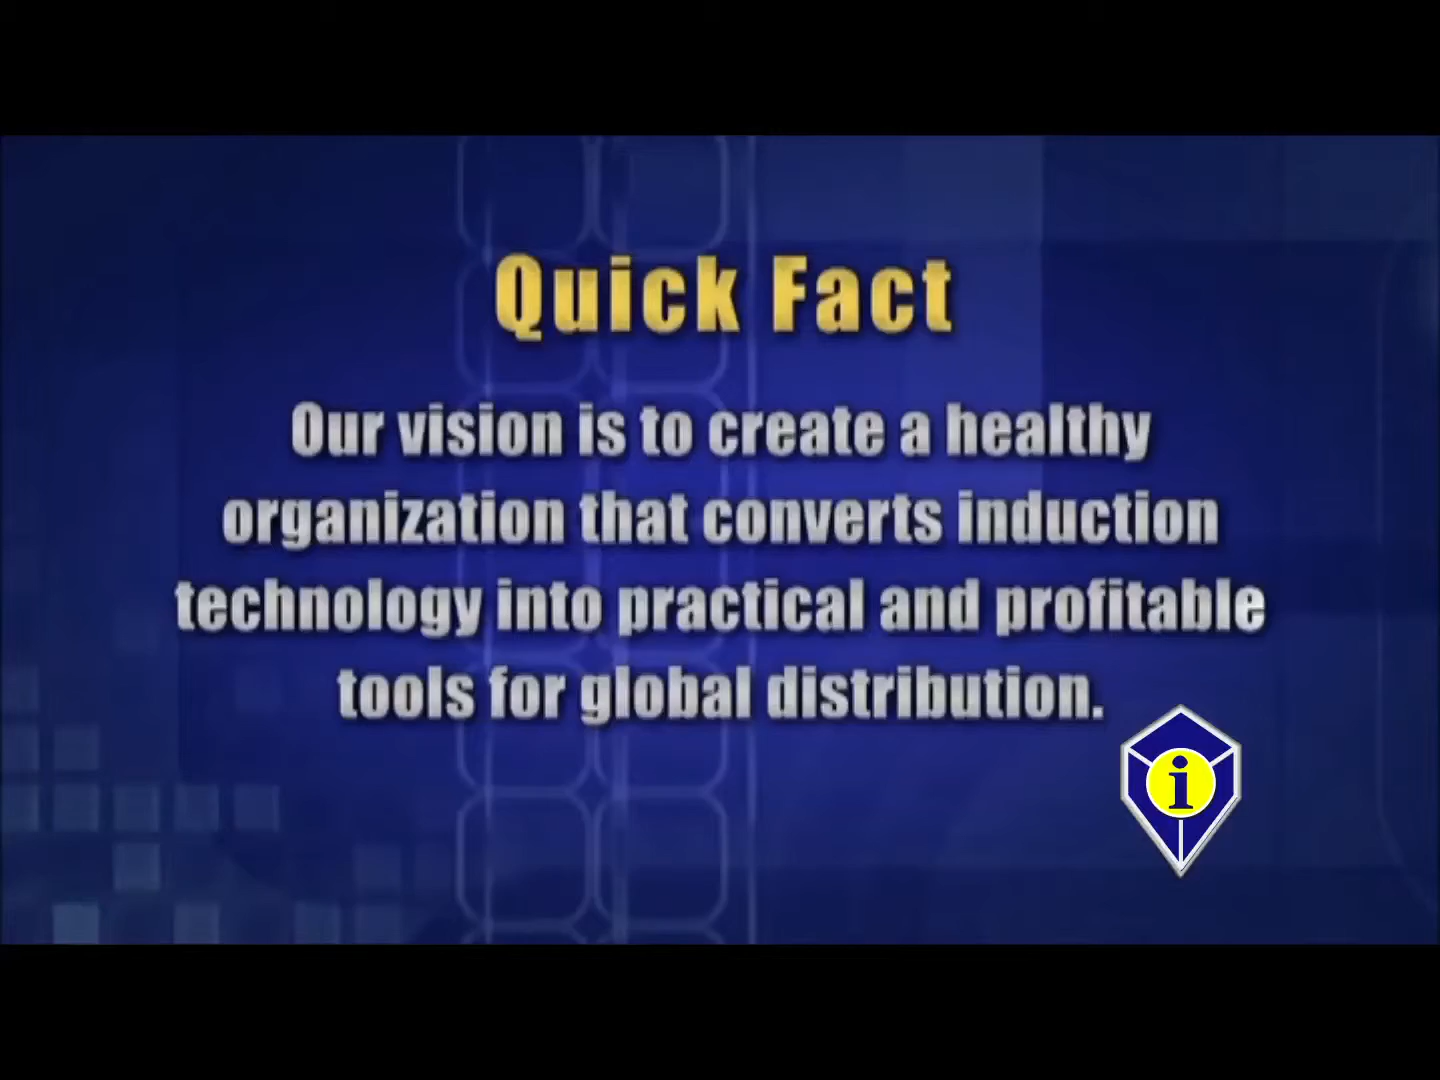 Quick Fact
Our vision is to create a healthy
organization that converts induction
technology into practical and profitable
tools for global distribution.
i